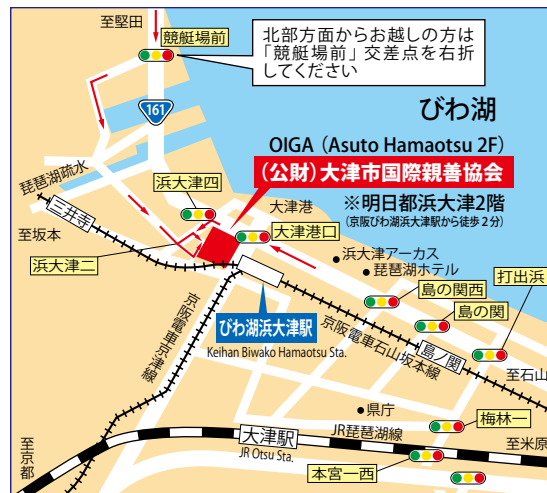 至堅田
競艇場前
北部方面からお越しの方は
「競艇場前」交差点を右折
してください
161
びわ湖
OIGA（Asuto Hamaotsu 2F）
(公財)大津市国際親善協会
※明日都浜大津2階
(京阪びわ湖浜大津駅から徒歩２分)
琵琶湖疏水
三井寺
至坂本
浜大津四
大津港
大津港口
浜大津二
浜大津アーカス
琵琶湖ホテル
打出浜
島の関西
島の関
びわ湖浜大津駅
Keihan Biwako Hamaotsu Sta.
京阪電車京津線
京阪電車石山坂本線
島ノ関
至石山
県庁
梅林一
大津駅
JR琵琶湖線
JR Otsu Sta.
至米原
至京都
本宮一西